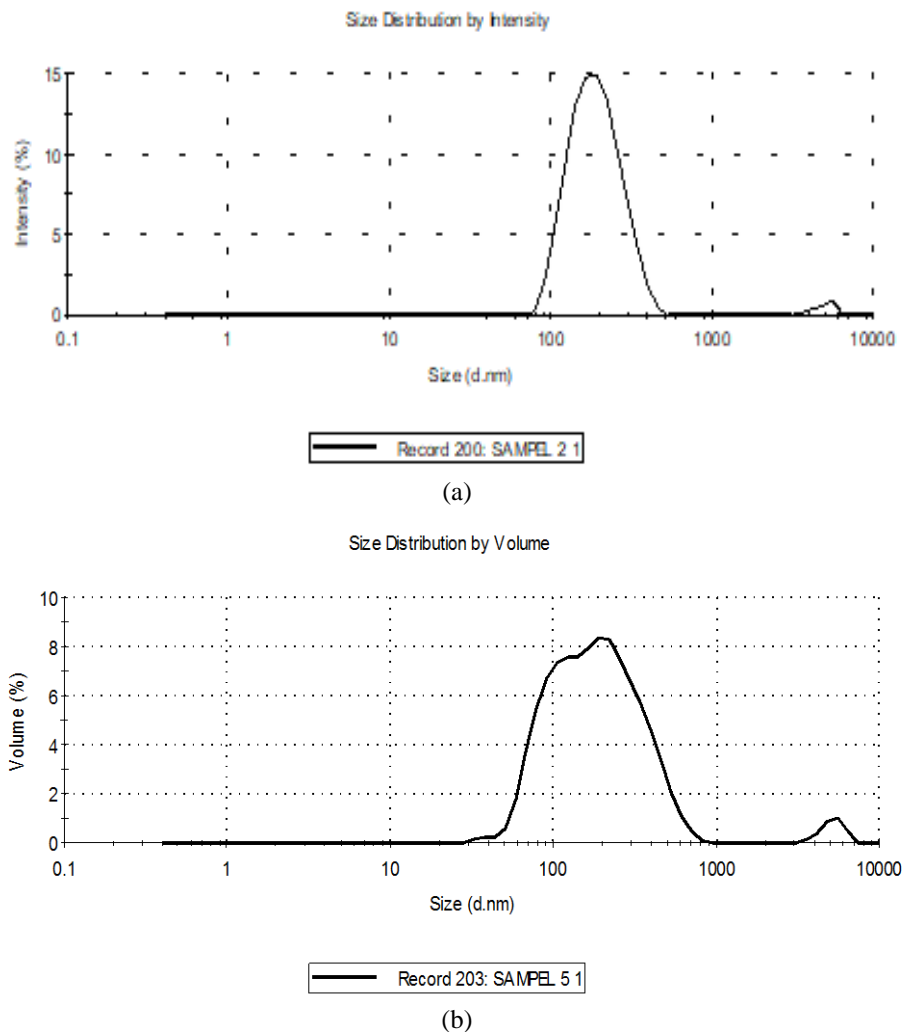 Size Distribution by Intensity
15
10
5
0
Intensity (%)
0.1 1 10 100 1000 10000
Size (d.nm)
Record 200: SAMPEL 2 1
(a)
Size Distribution by Volume
10
8
6
4
2
0
Volume (%)
0.1 1 10 100 1000 10000
Size (d.nm)
Record 203: SAMPEL 5 1
(b)